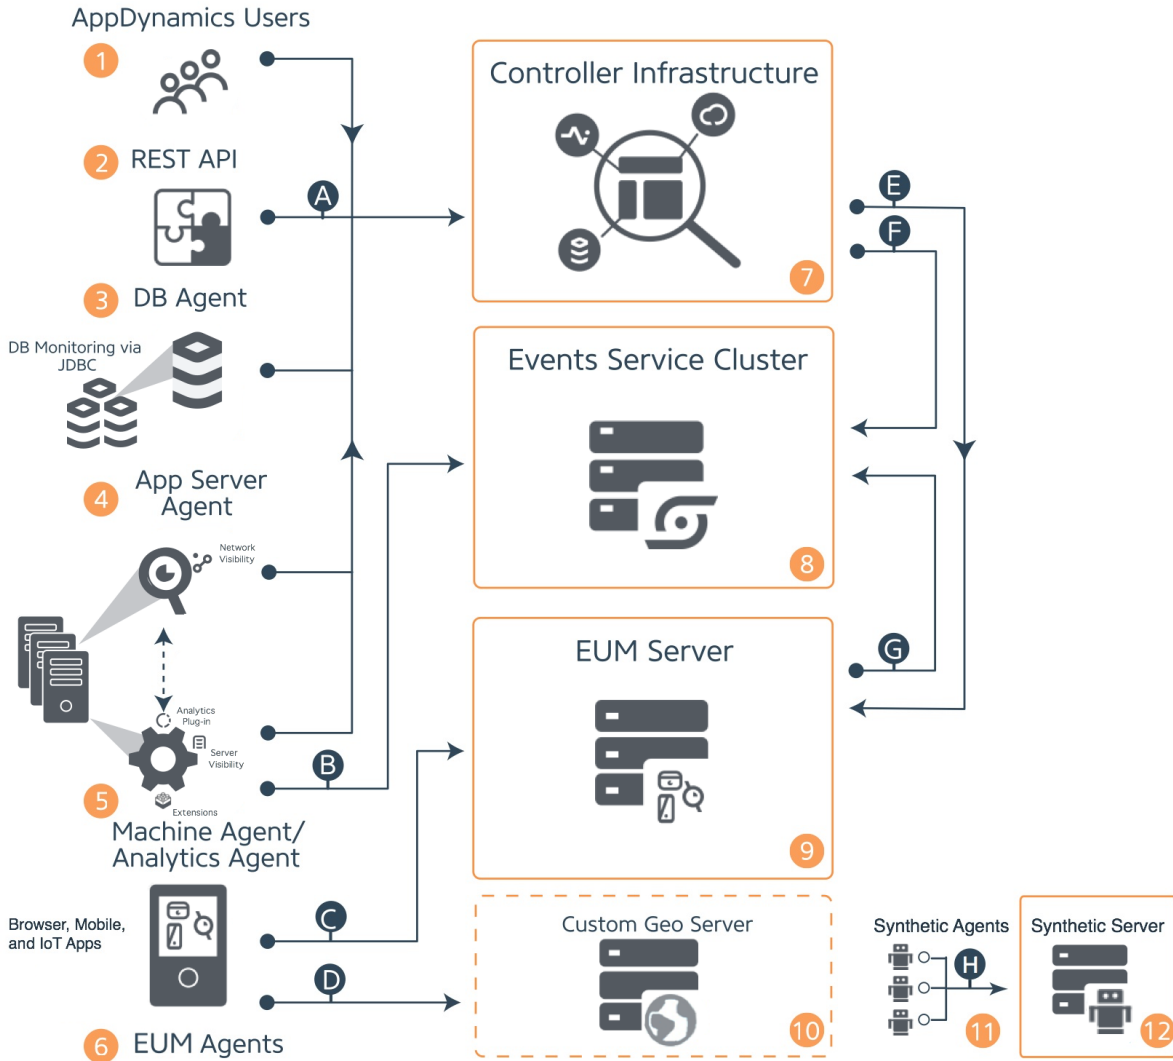 AppDynamics Users
1
2 REST API
A
3 DB Agent
DB Monitoring via
JDBC
4 App Server
Agent
Network
Visibility
Analytics
Plug-in
Server
Visibility
B
5
Extensions
Machine Agent/
Analytics Agent
Browser, Mobile,
and IoT Apps
C
D
6 EUM Agents
Controller Infrastructure
7
E
F
Events Service Cluster
8
EUM Server
G
9
Custom Geo Server
10
Synthetic Agents
H
11
Synthetic Server
12